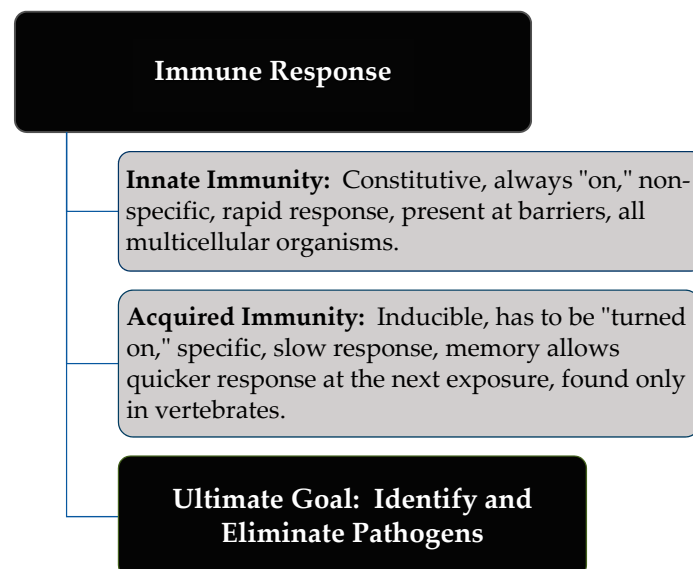 Immune Response
Innate Immunity: Constitutive, always "on," non-
specific, rapid response, present at barriers, all
multicellular organisms.
Acquired Immunity: Inducible, has to be "turned
on," specific, slow response, memory allows
quicker response at the next exposure, found only
in vertebrates.
Ultimate Goal: Identify and
Eliminate Pathogens